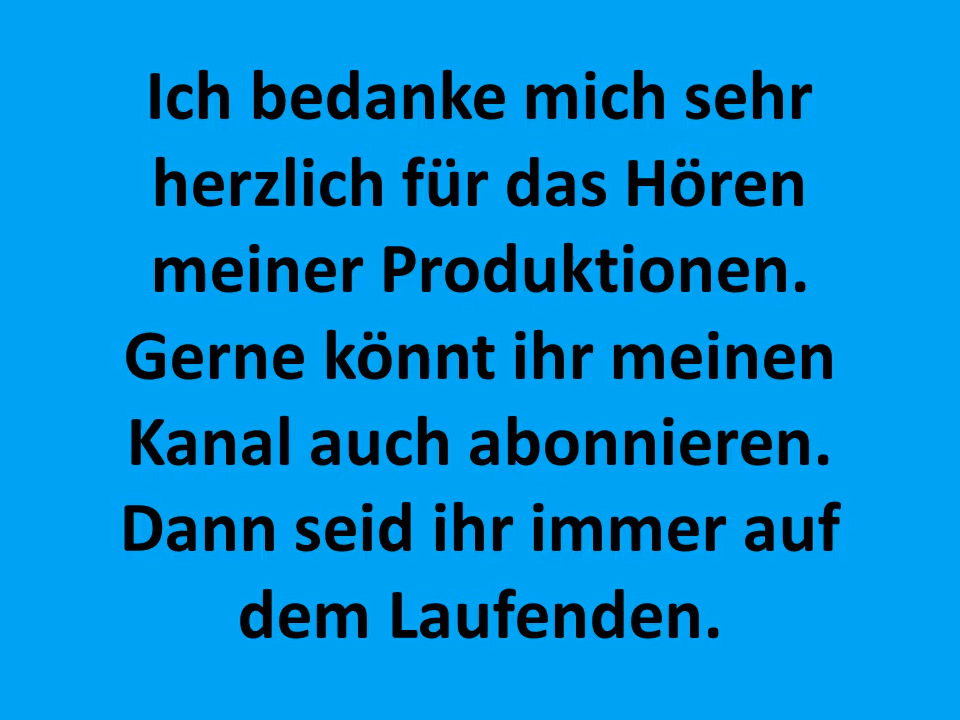 Ich bedanke mich sehr
herzlich für das Hören
meiner Produktionen.
Gerne könnt ihr meinen
Kanal auch abonnieren.
Dann seid ihr immer auf
dem Laufenden.